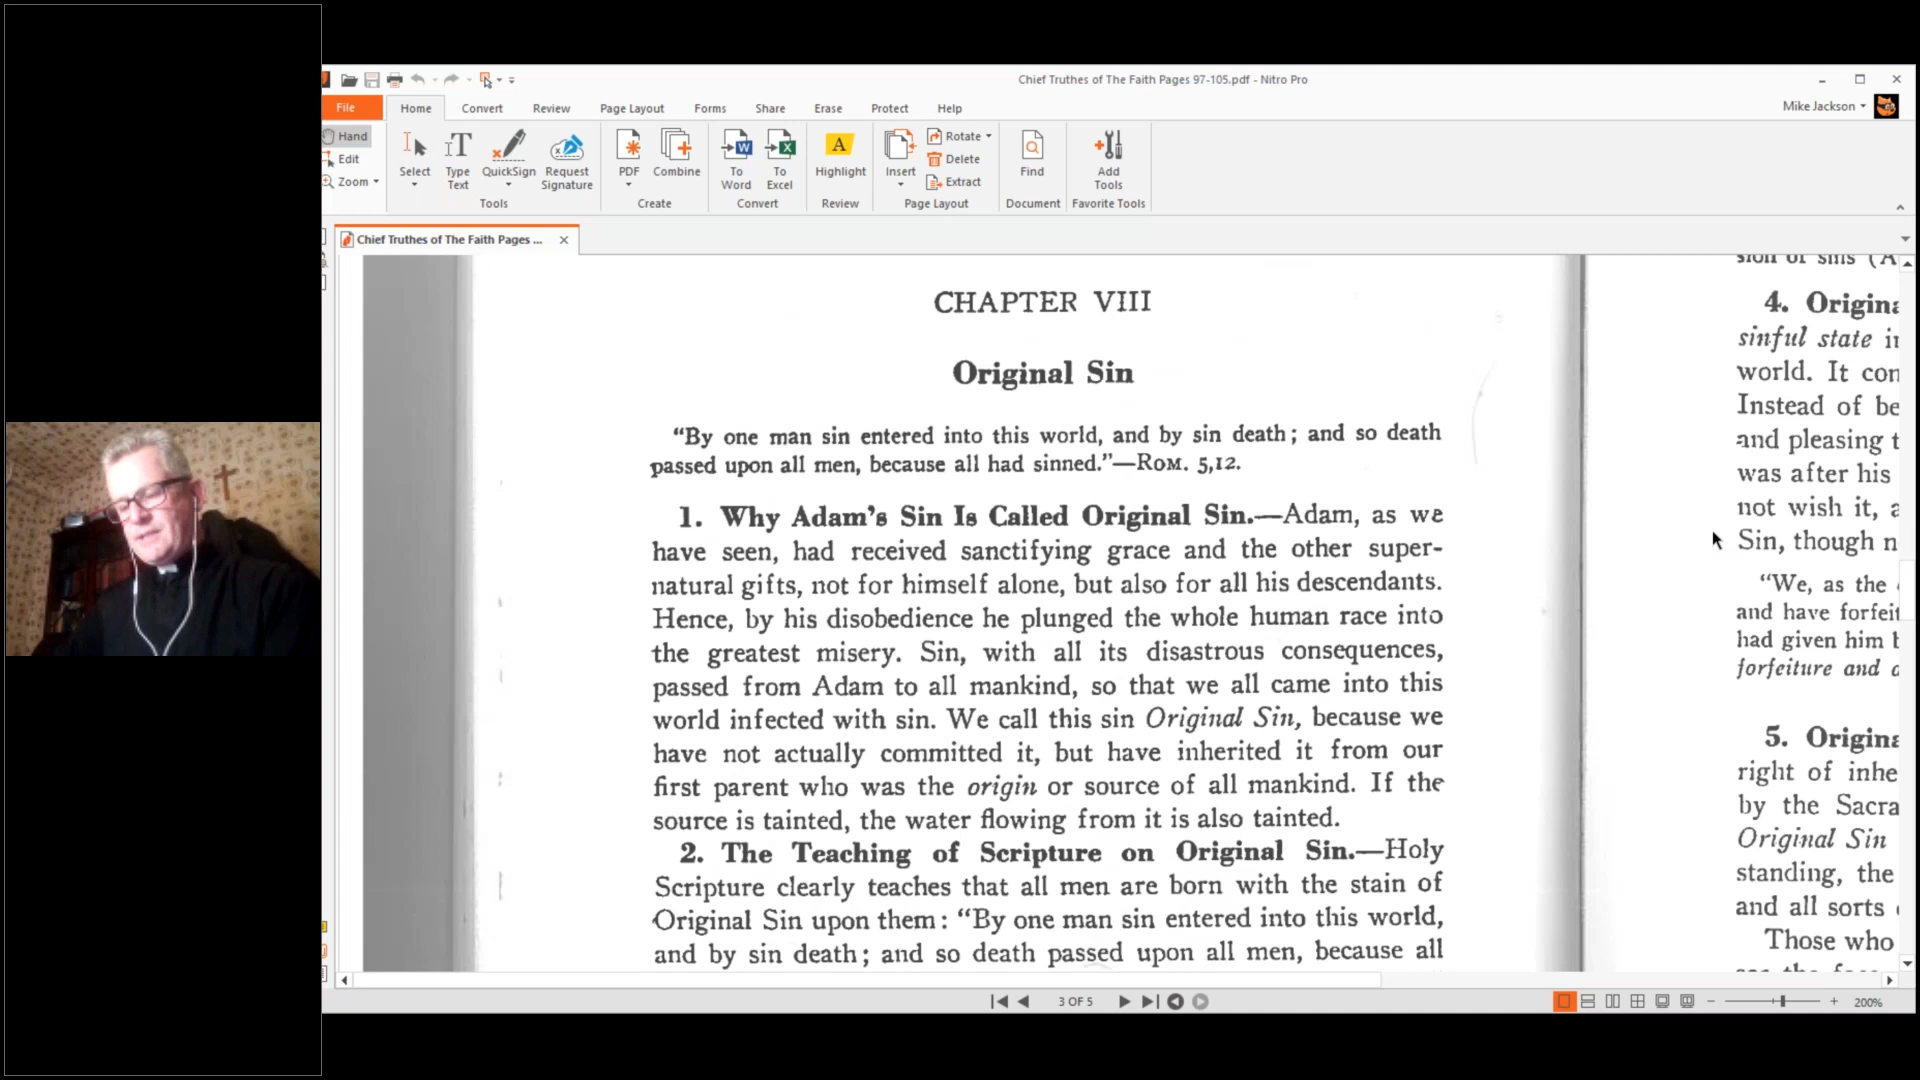 Chief Truthes of The Faith Pages 97-105.pdf - Nitro Pro
File Home Convert Review Page Layout Forms Share Erase Protect Help
Mike Jackson
Hand
Edit
Zoom
Select
Type Text
QuickSign
Request Signature
Tools
PDF
Combine
Create
To Word
To Excel
Convert
A
Highlight
Review
Insert
Rotate
Delete
Extract
Page Layout
Find
Document
Add Tools
Favorite Tools
Chief Truthes of The Faith Pages ...
CHAPTER VIII
Original Sin
“By one man sin entered into this world, and by sin death; and so death
passed upon all men, because all had sinned.”—ROM. 5,12.
1. Why Adam’s Sin Is Called Original Sin.—Adam, as we
have seen, had received sanctifying grace and the other super-
natural gifts, not for himself alone, but also for all his descendants.
Hence, by his disobedience he plunged the whole human race into
the greatest misery. Sin, with all its disastrous consequences,
passed from Adam to all mankind, so that we all came into this
world infected with sin. We call this sin Original Sin, because we
have not actually committed it, but have inherited it from our
first parent who was the origin or source of all mankind. If the
source is tainted, the water flowing from it is also tainted.
2. The Teaching of Scripture on Original Sin.—Holy
Scripture clearly teaches that all men are born with the stain of
Original Sin upon them: “By one man sin entered into this world,
and by sin death; and so death passed upon all men, because all
sion of sins (A
4. Origina
sinful state i
world. It con
Instead of be
and pleasing t
was after his
not wish it, a
Sin, though n
“We, as the
and have forfeit
had given him b
forfeiture and
5. Origina
right of inhe
by the Sacra
Original Sin
standing, the
and all sorts
Those who
3 OF 5
200%